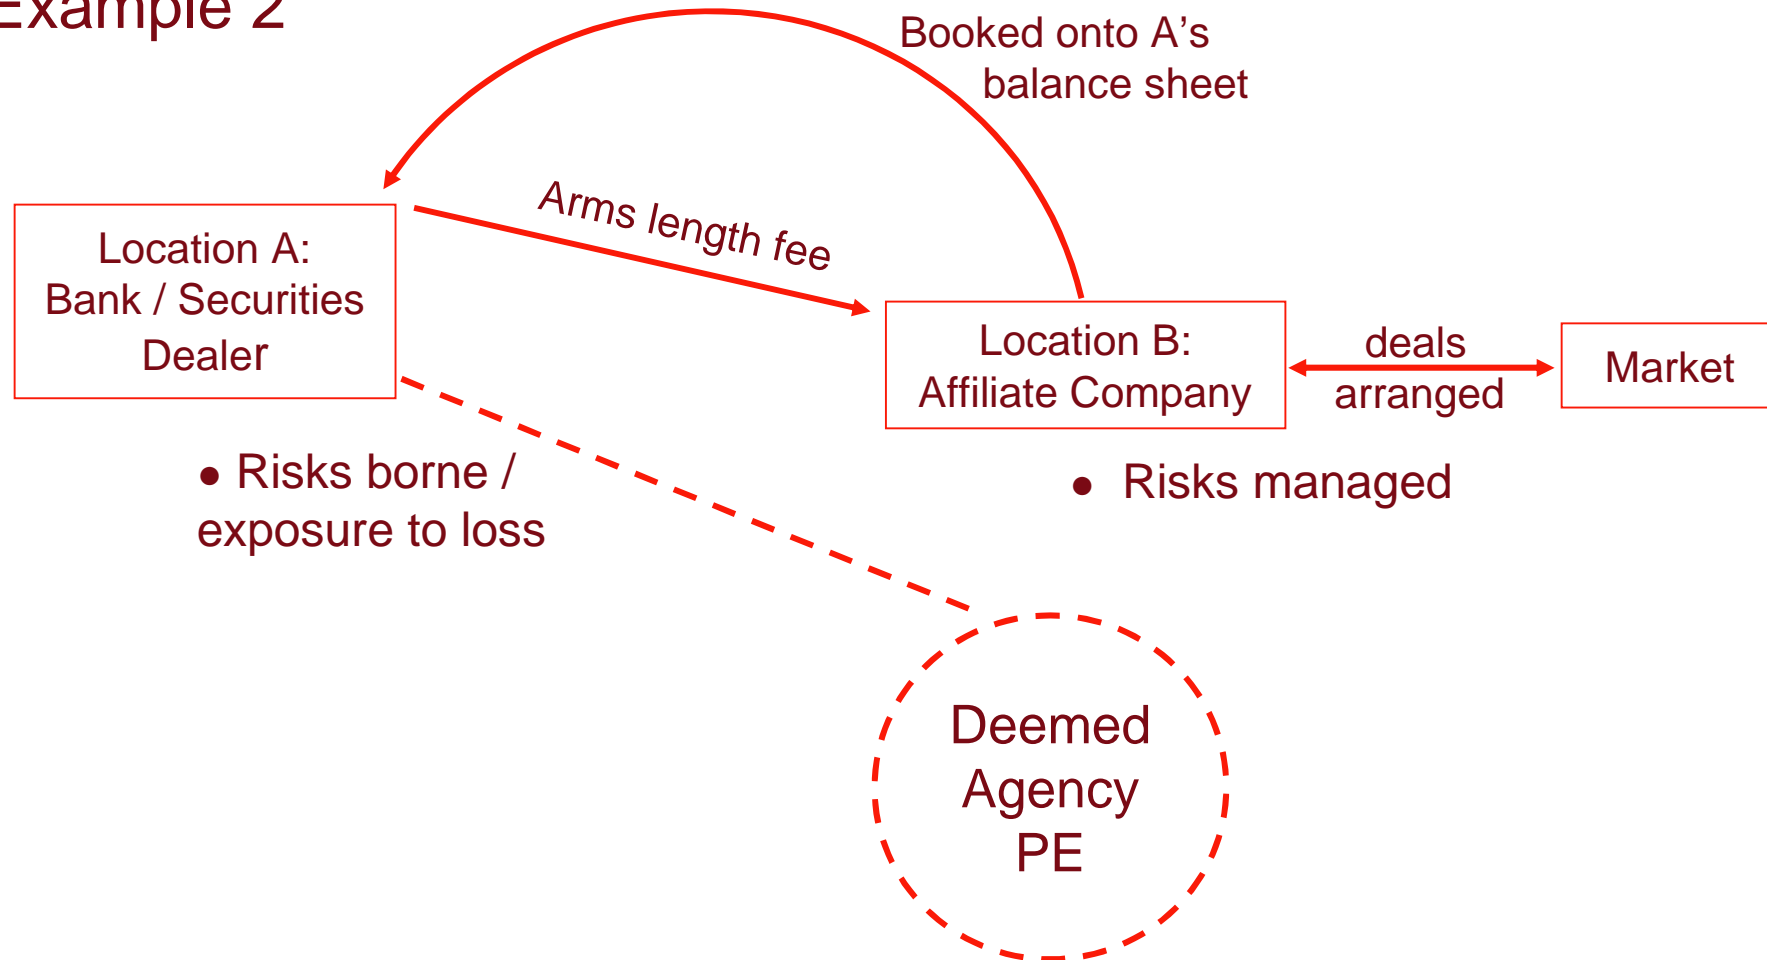 Example 2
Booked onto A’s
balance sheet
Arms length fee
Location A:
Bank / Securities
Dealer
Location B:
Affiliate Company
deals
arranged
Market
● Risks borne /
exposure to loss
● Risks managed
Deemed
Agency
PE